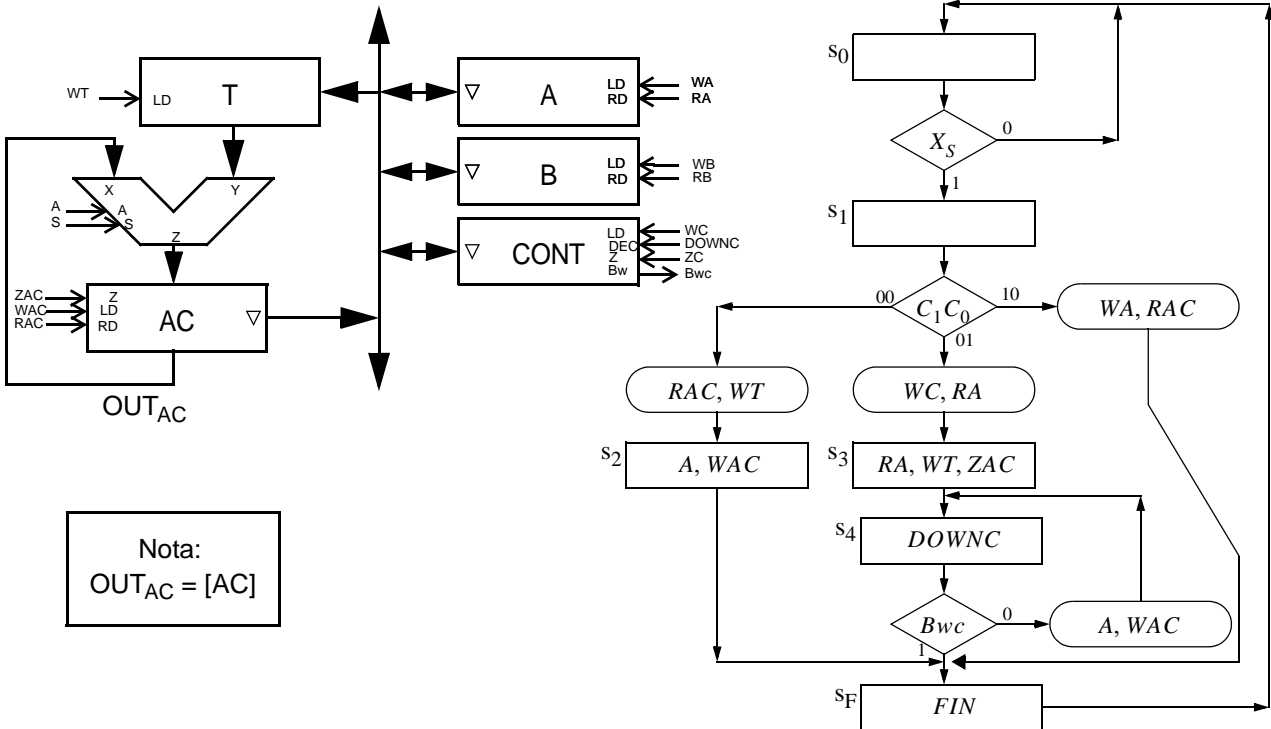 WT
LD
T
X
Y
A
S
A
S
Z
ZAC
WAC
RAC
Z
LD
RD
AC
▽
OUT_AC
▽
A
LD
RD
WA
RA
▽
B
LD
RD
WB
RB
▽
CONT
LD
DEC
Z
Bw
WC
DOWNC
ZC
Bwc
Nota:
OUT_AC = [AC]
s_0
X_S
0
1
s_1
C_1C_0
00
10
01
WA, RAC
RAC, WT
WC, RA
s_2
A, WAC
s_3
RA, WT, ZAC
s_4
DOWNC
Bwc
0
1
A, WAC
s_F
FIN